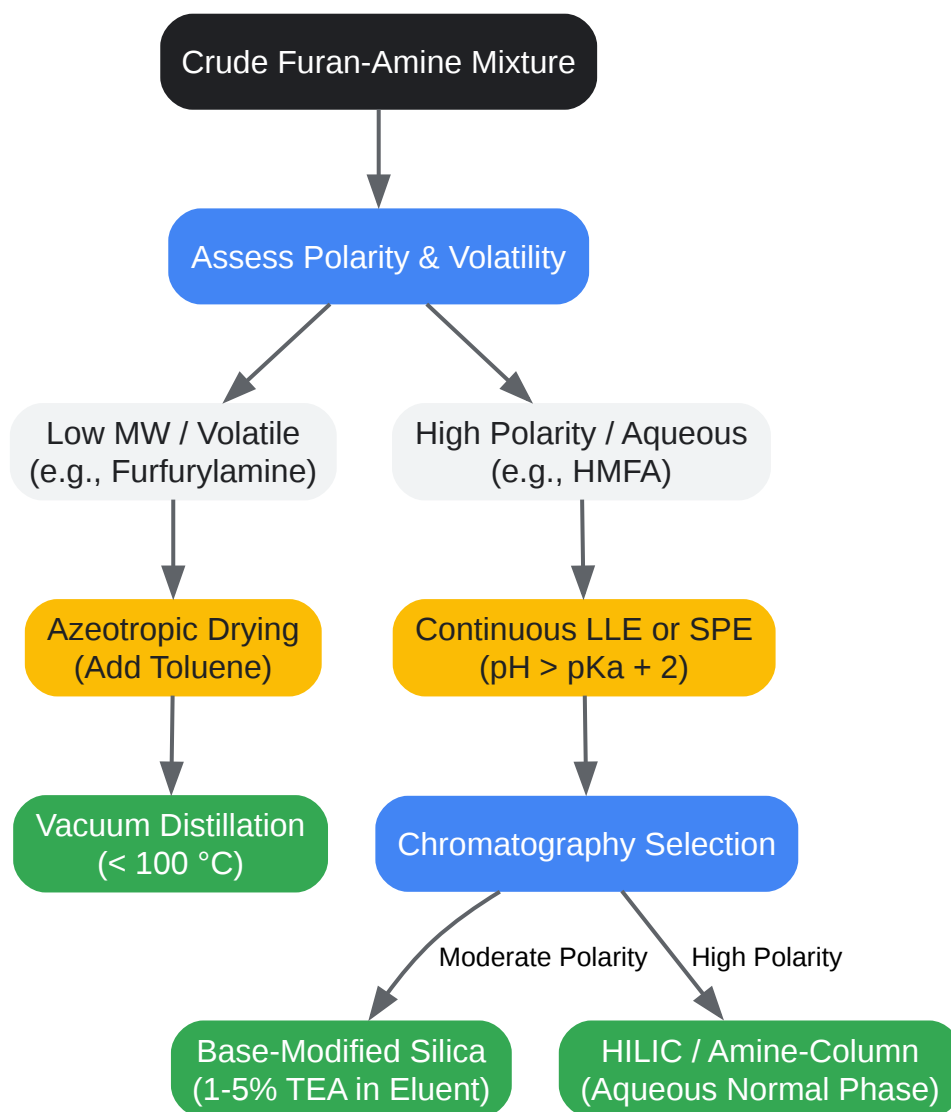 Crude Furan-Amine Mixture
Assess Polarity & Volatility
Low MW / Volatile
(e.g., Furfurylamine)
High Polarity / Aqueous
(e.g., HMFA)
Azeotropic Drying
(Add Toluene)
Continuous LLE or SPE
(pH > pKa + 2)
Vacuum Distillation
(< 100 °C)
Chromatography Selection
Moderate Polarity
High Polarity
Base-Modified Silica
(1-5% TEA in Eluent)
HILIC / Amine-Column
(Aqueous Normal Phase)